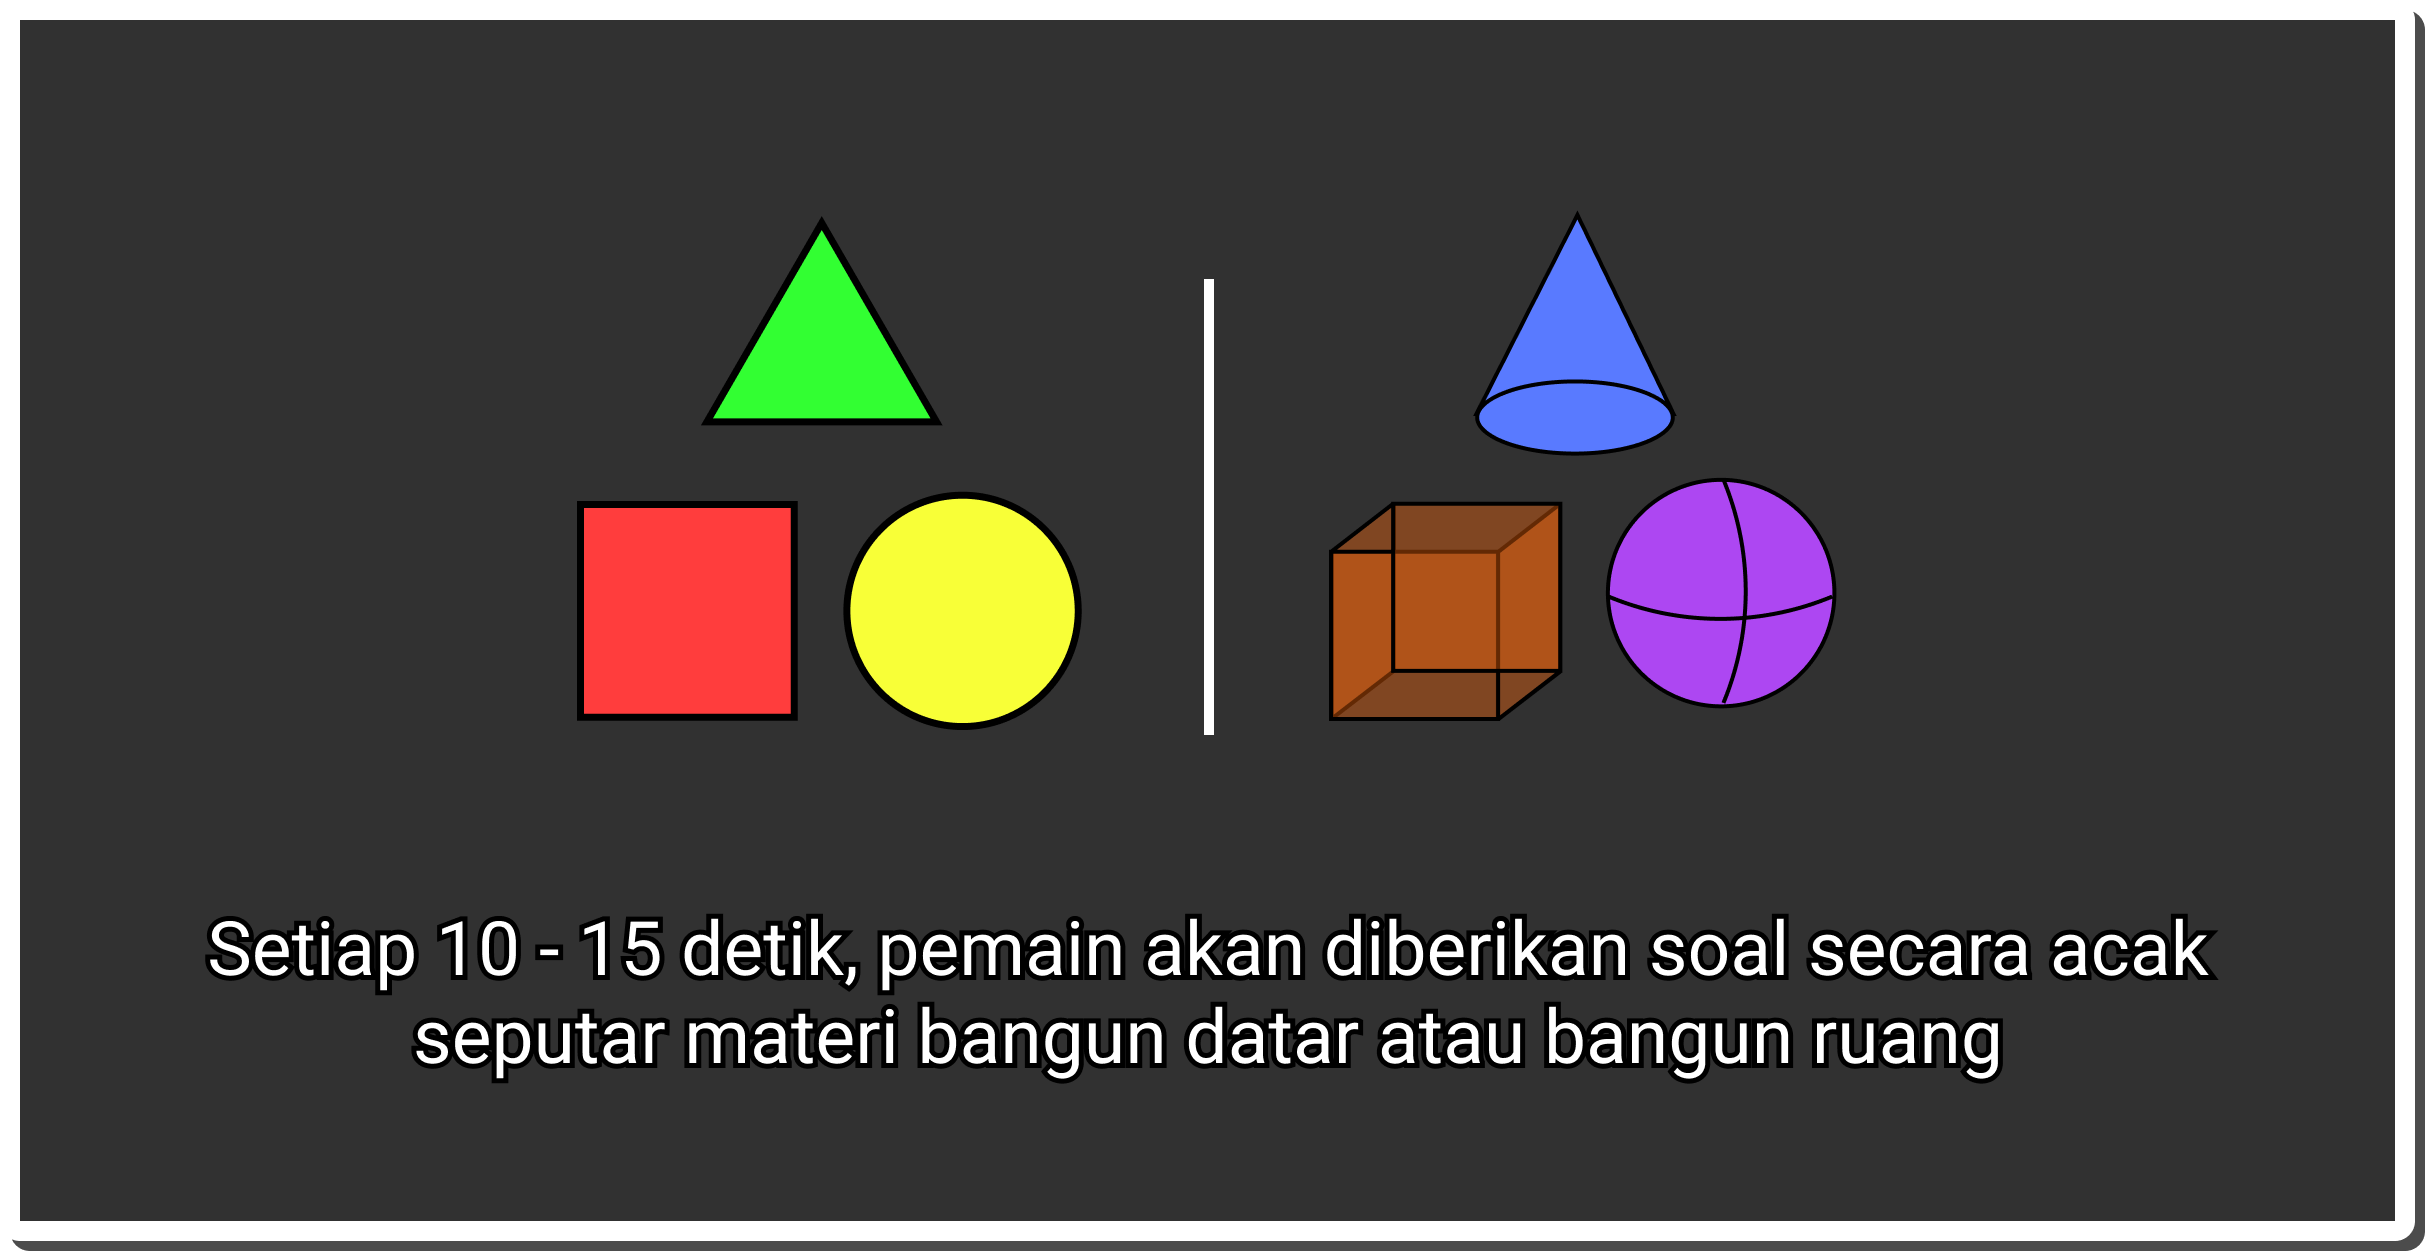 Setiap 10 - 15 detik, pemain akan diberikan soal secara acak
seputar materi bangun datar atau bangun ruang